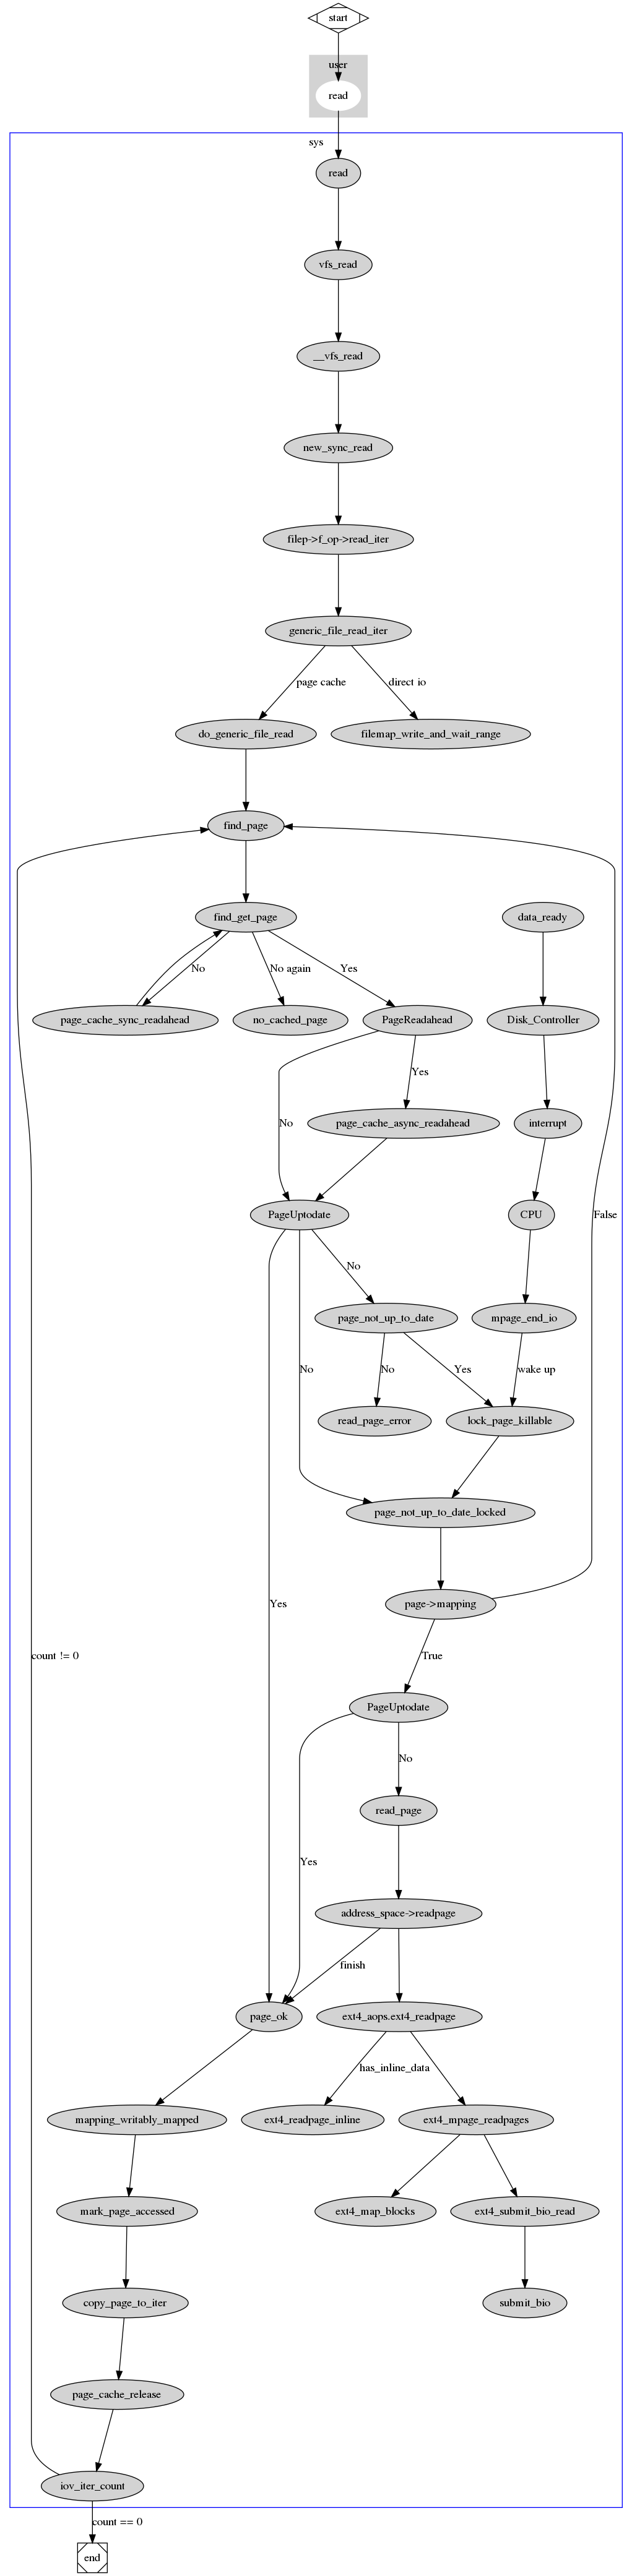 start
user
read
sys
read
vfs_read
__vfs_read
new_sync_read
filep->f_op->read_iter
generic_file_read_iter
page cache
direct io
do_generic_file_read
filemap_write_and_wait_range
find_page
find_get_page
data_ready
No
No again
Yes
page_cache_sync_readahead
no_cached_page
PageReadahead
Disk_Controller
Yes
No
page_cache_async_readahead
interrupt
PageUptodate
CPU
False
No
page_not_up_to_date
mpage_end_io
No
No
Yes
wake up
read_page_error
lock_page_killable
page_not_up_to_date_locked
Yes
page->mapping
count != 0
True
PageUptodate
No
read_page
Yes
address_space->readpage
finish
page_ok
ext4_aops.ext4_readpage
has_inline_data
mapping_writably_mapped
ext4_readpage_inline
ext4_mpage_readpages
mark_page_accessed
ext4_map_blocks
ext4_submit_bio_read
copy_page_to_iter
submit_bio
page_cache_release
iov_iter_count
count == 0
end